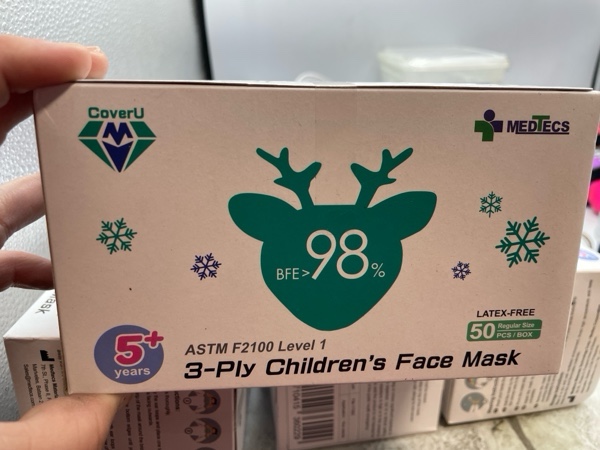 CoverU
MEDTECS
BFE > 98%
LATEX-FREE
50 Regular Size
PCS / BOX
5+
years
ASTM F2100 Level 1
3-Ply Children's Face Mask